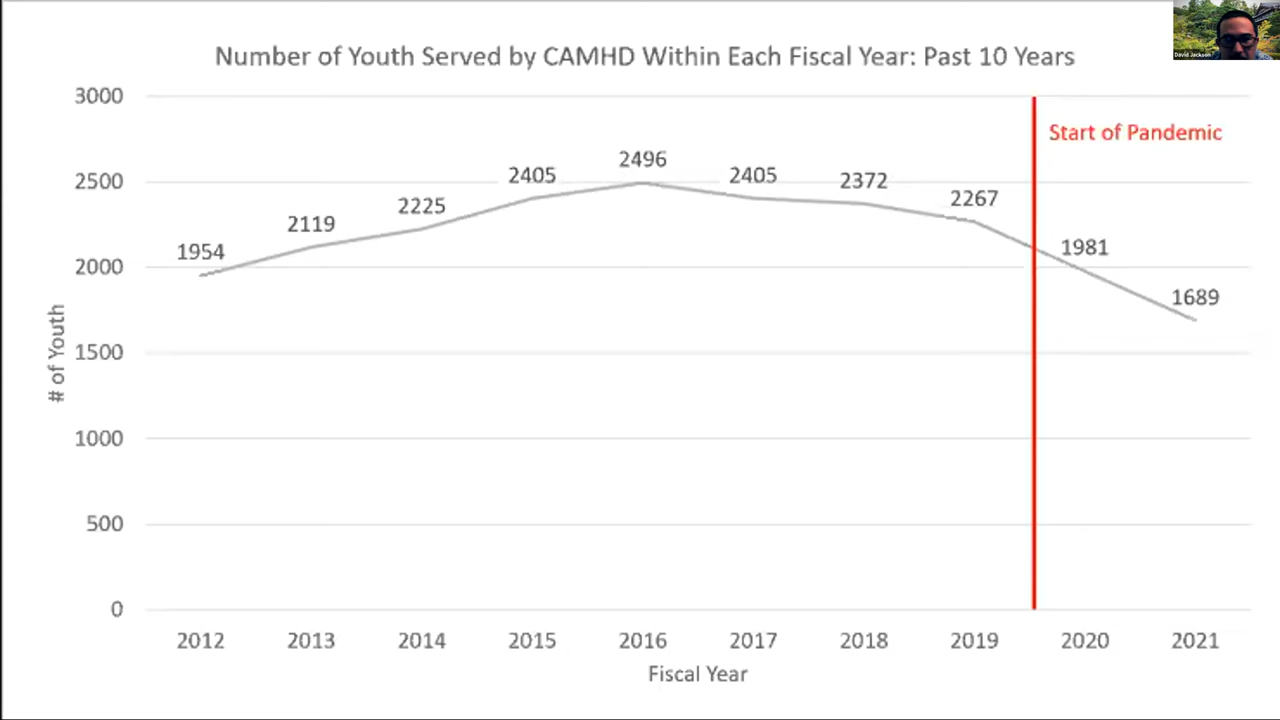 David Jackson
Number of Youth Served by CAMHD Within Each Fiscal Year: Past 10 Years
# of Youth
3000
2500
2000
1500
1000
500
0
Start of Pandemic
1954
2119
2225
2405
2496
2405
2372
2267
1981
1689
2012 2013 2014 2015 2016 2017 2018 2019 2020 2021
Fiscal Year